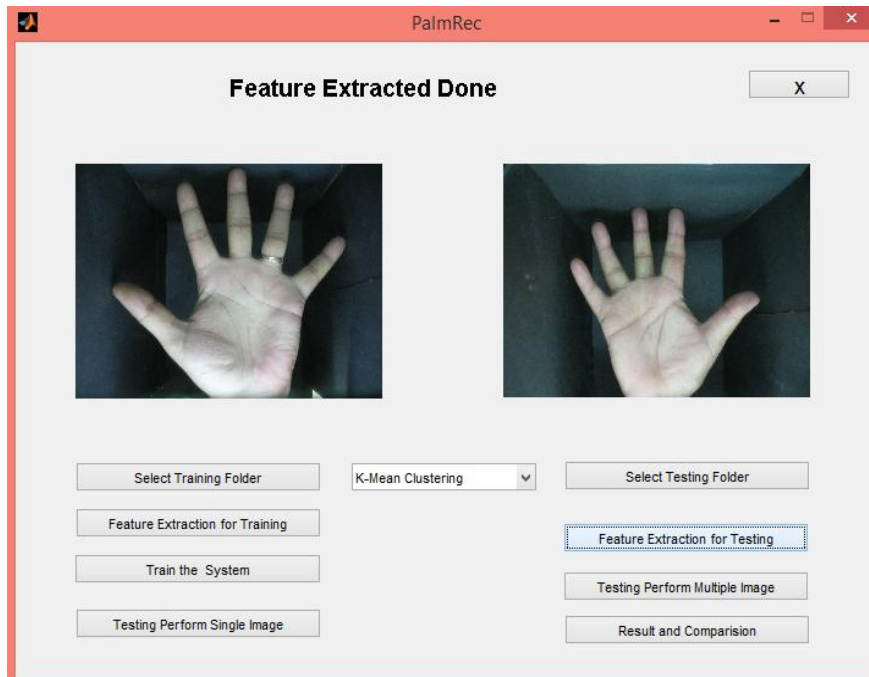 PalmRec
Feature Extracted Done
X
Select Training Folder
K-Mean Clustering
Select Testing Folder
Feature Extraction for Training
Feature Extraction for Testing
Train the System
Testing Perform Multiple Image
Testing Perform Single Image
Result and Comparision